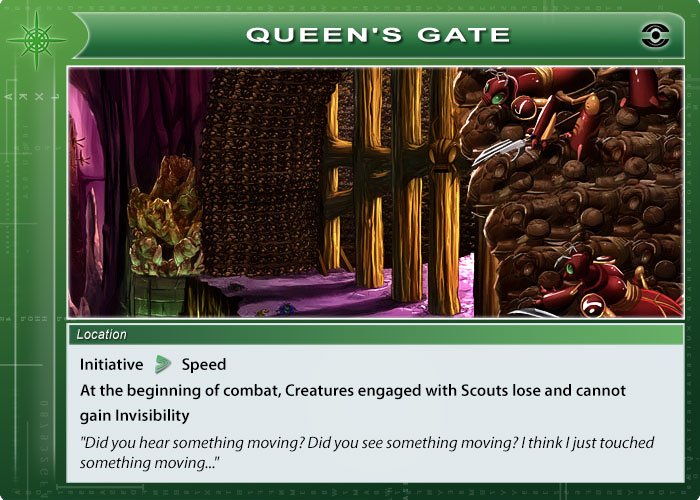 QUEEN'S GATE
Location
Initiative Speed
At the beginning of combat, Creatures engaged with Scouts lose and cannot
gain Invisibility
"Did you hear something moving? Did you see something moving? I think I just touched
something moving..."